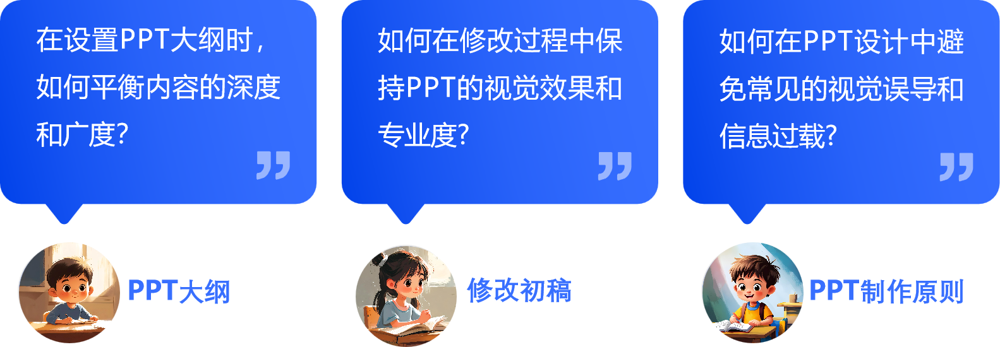 在设置PPT大纲时，
如何平衡内容的深度
和广度？
如何在修改过程中保
持PPT的视觉效果和
专业度？
如何在PPT设计中避
免常见的视觉误导和
信息过载？
PPT大纲
修改初稿
PPT制作原则